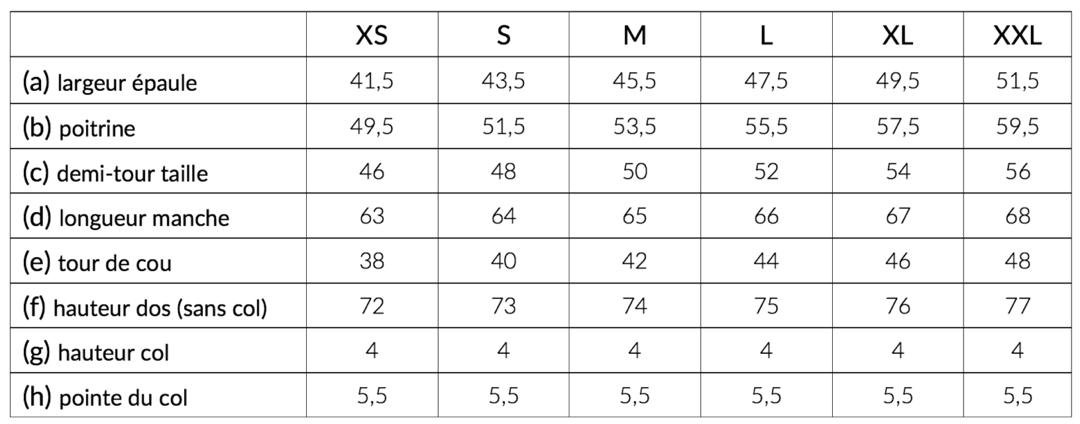 XS S M L XL XXL
(a) largeur épaule 41,5 43,5 45,5 47,5 49,5 51,5
(b) poitrine 49,5 51,5 53,5 55,5 57,5 59,5
(c) demi-tour taille 46 48 50 52 54 56
(d) longueur manche 63 64 65 66 67 68
(e) tour de cou 38 40 42 44 46 48
(f) hauteur dos (sans col) 72 73 74 75 76 77
(g) hauteur col 4 4 4 4 4 4
(h) pointe du col 5,5 5,5 5,5 5,5 5,5 5,5